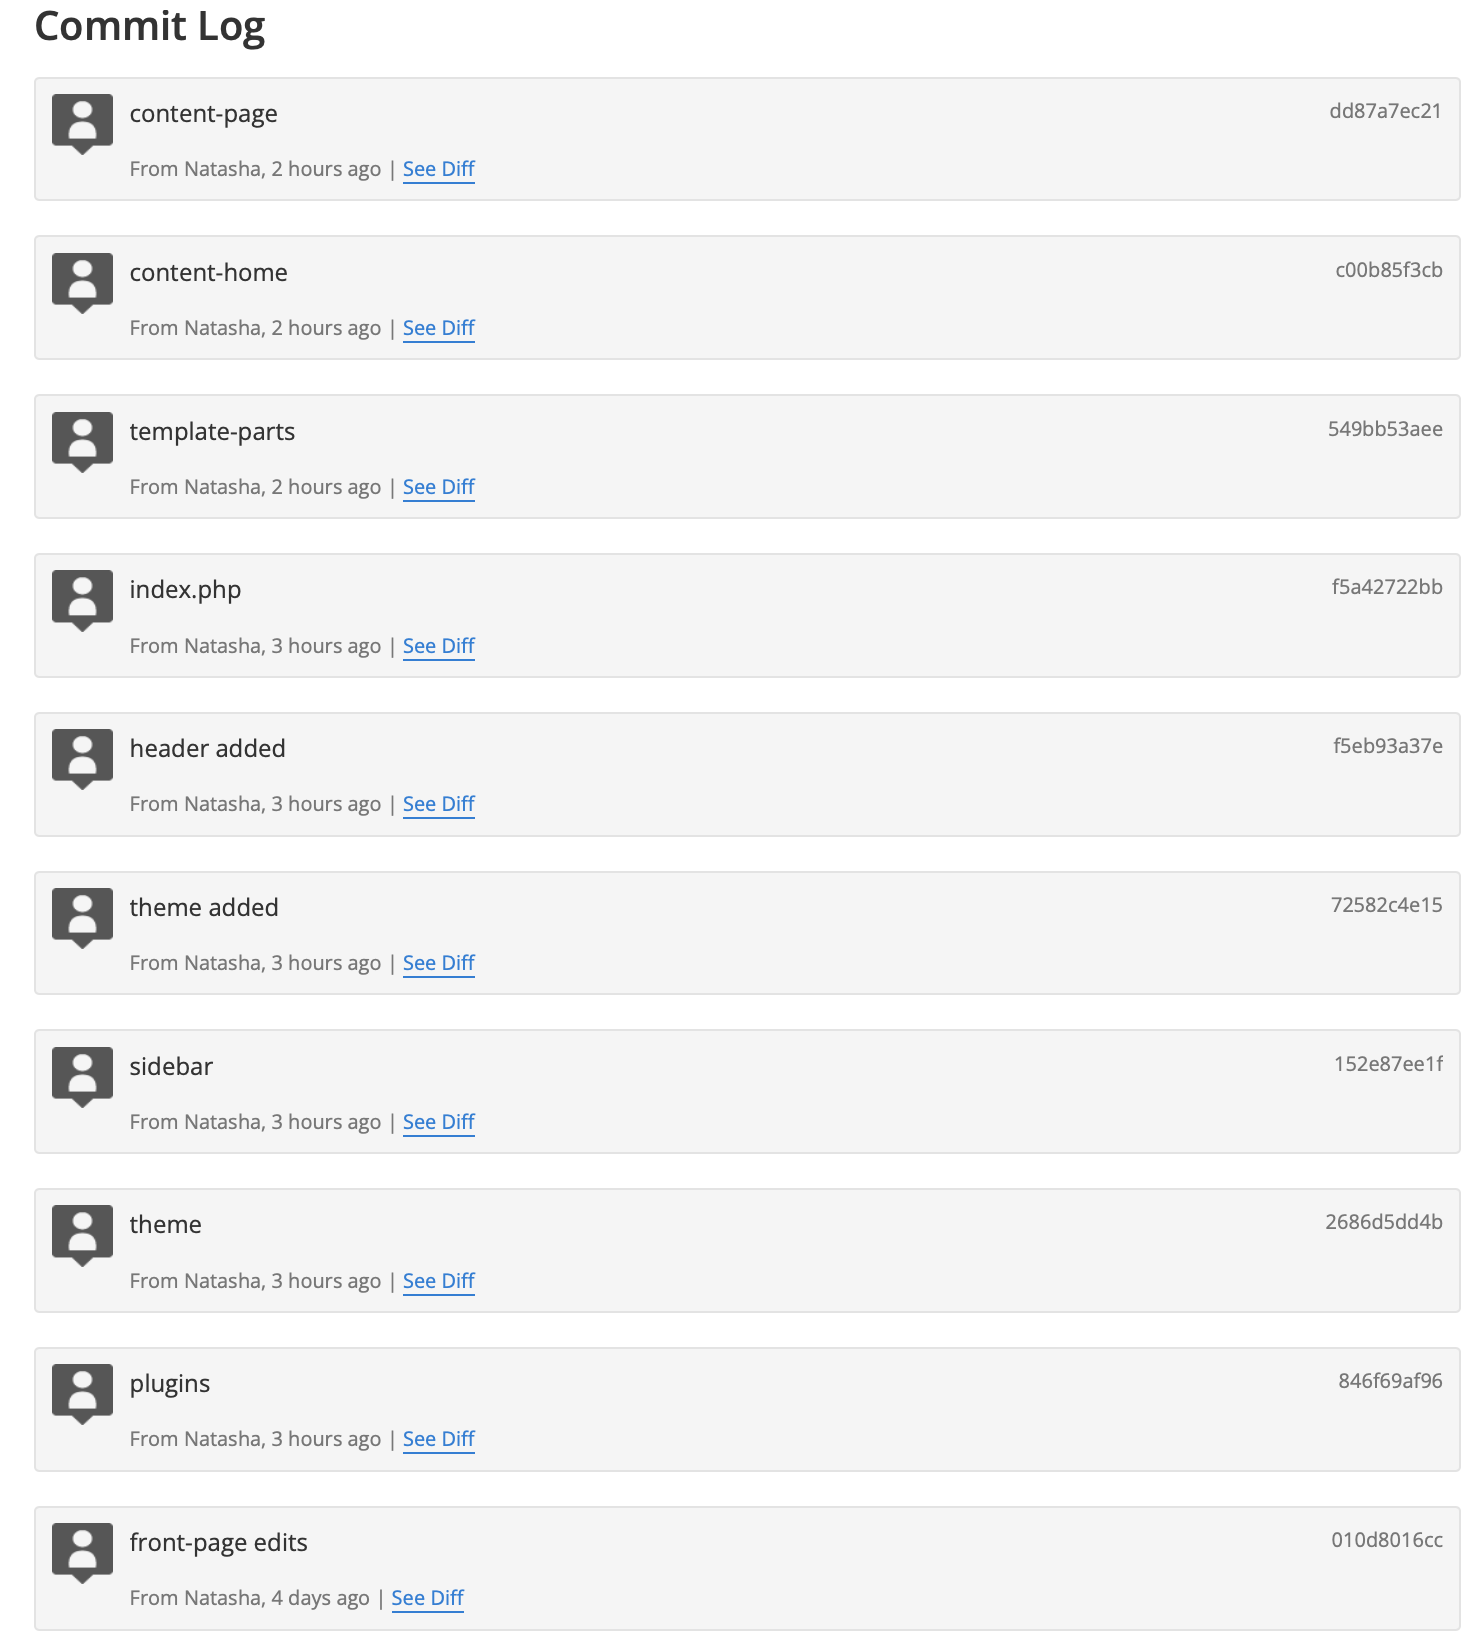 Commit Log
content-page
dd87a7ec21
From Natasha, 2 hours ago | See Diff
content-home
c00b85f3cb
From Natasha, 2 hours ago | See Diff
template-parts
549bb53aee
From Natasha, 2 hours ago | See Diff
index.php
f5a42722bb
From Natasha, 3 hours ago | See Diff
header added
f5eb93a37e
From Natasha, 3 hours ago | See Diff
theme added
72582c4e15
From Natasha, 3 hours ago | See Diff
sidebar
152e87ee1f
From Natasha, 3 hours ago | See Diff
theme
2686d5dd4b
From Natasha, 3 hours ago | See Diff
plugins
846f69af96
From Natasha, 3 hours ago | See Diff
front-page edits
010d8016cc
From Natasha, 4 days ago | See Diff